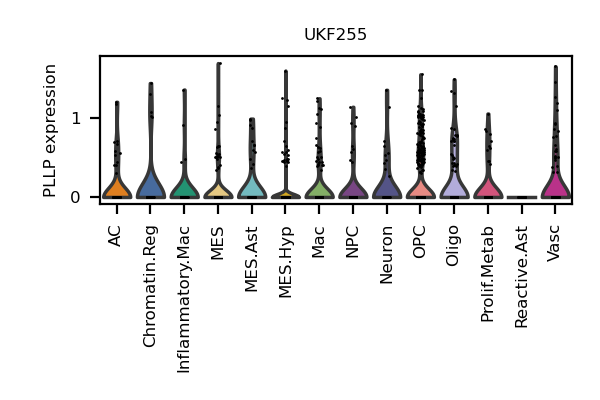 UKF255
PLLP expression
1
0
AC
Chromatin.Reg
Inflammatory.Mac
MES
MES.Ast
MES.Hyp
Mac
NPC
Neuron
OPC
Oligo
Prolif.Metab
Reactive.Ast
Vasc